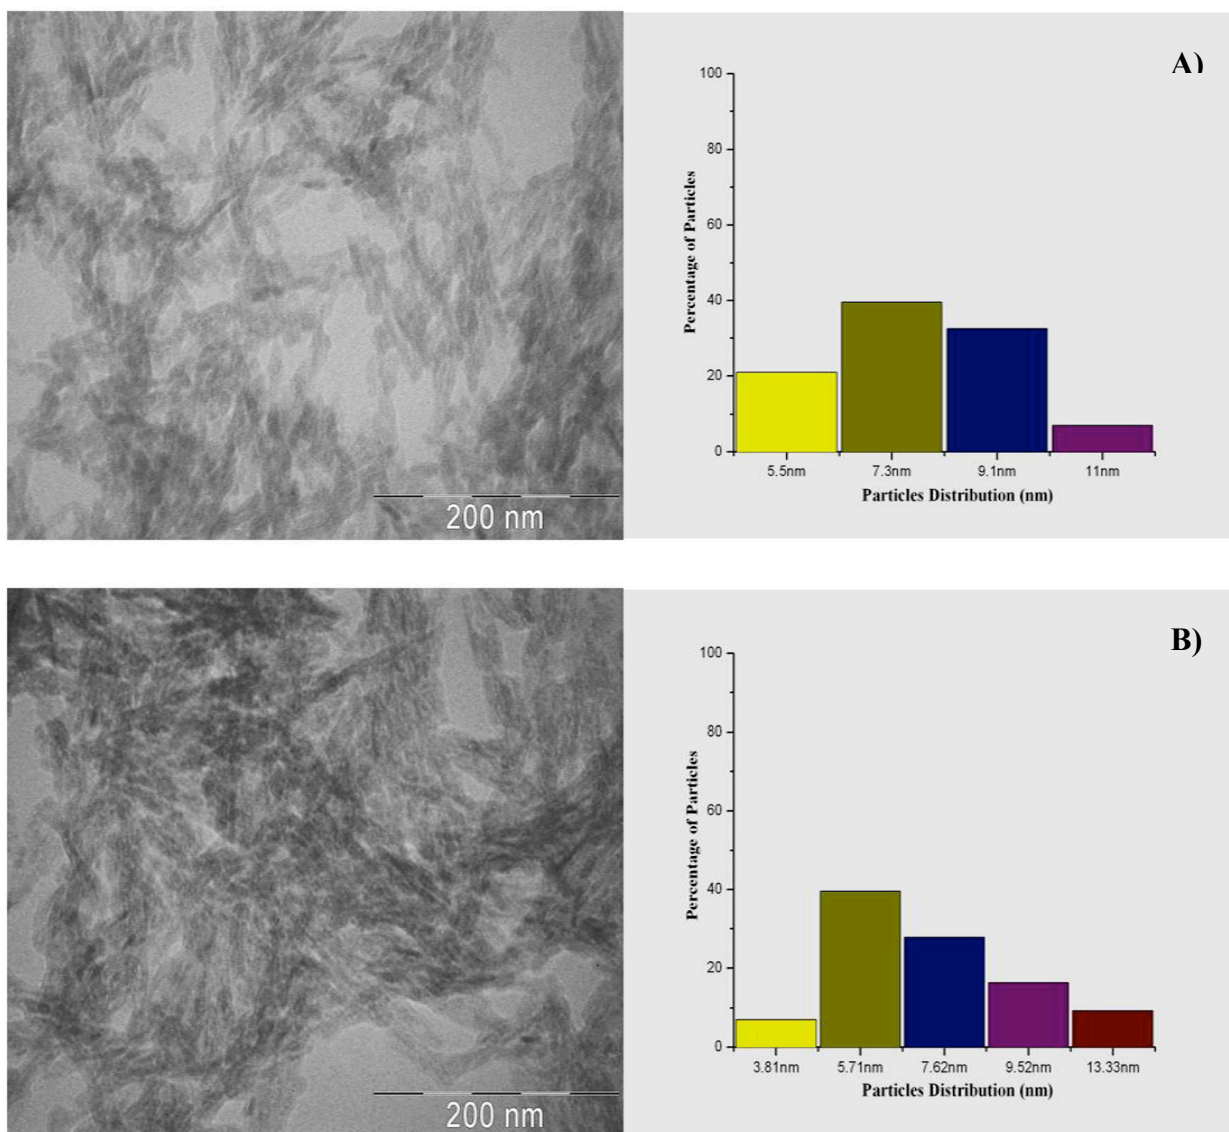 A)
100
80
60
40
20
0
Percentage of Particles
5.5nm 7.3nm 9.1nm 11nm
Particles Distribution (nm)
200 nm
B)
100
80
60
40
20
0
Percentage of Particles
3.81nm 5.71nm 7.62nm 9.52nm 13.33nm
Particles Distribution (nm)
200 nm